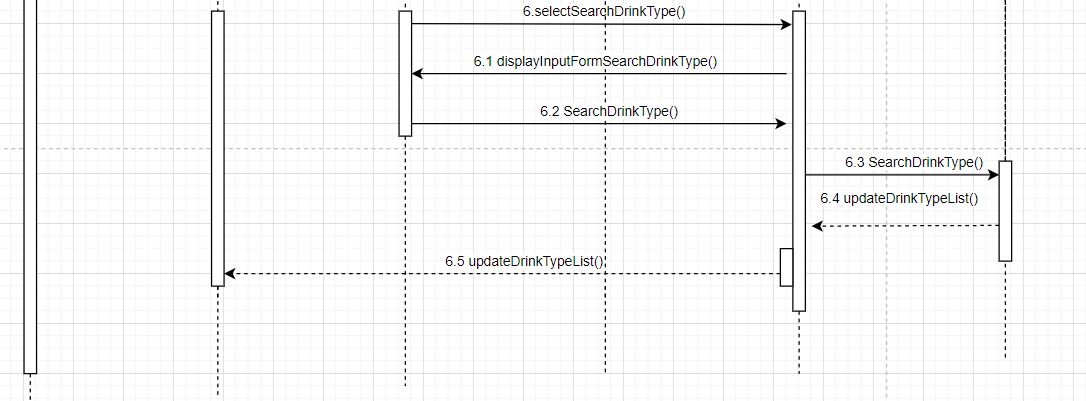 6.selectSearchDrinkType()
6.1 displayInputFormSearchDrinkType()
6.2 SearchDrinkType()
6.3 SearchDrinkType()
6.4 updateDrinkTypeList()
6.5 updateDrinkTypeList()